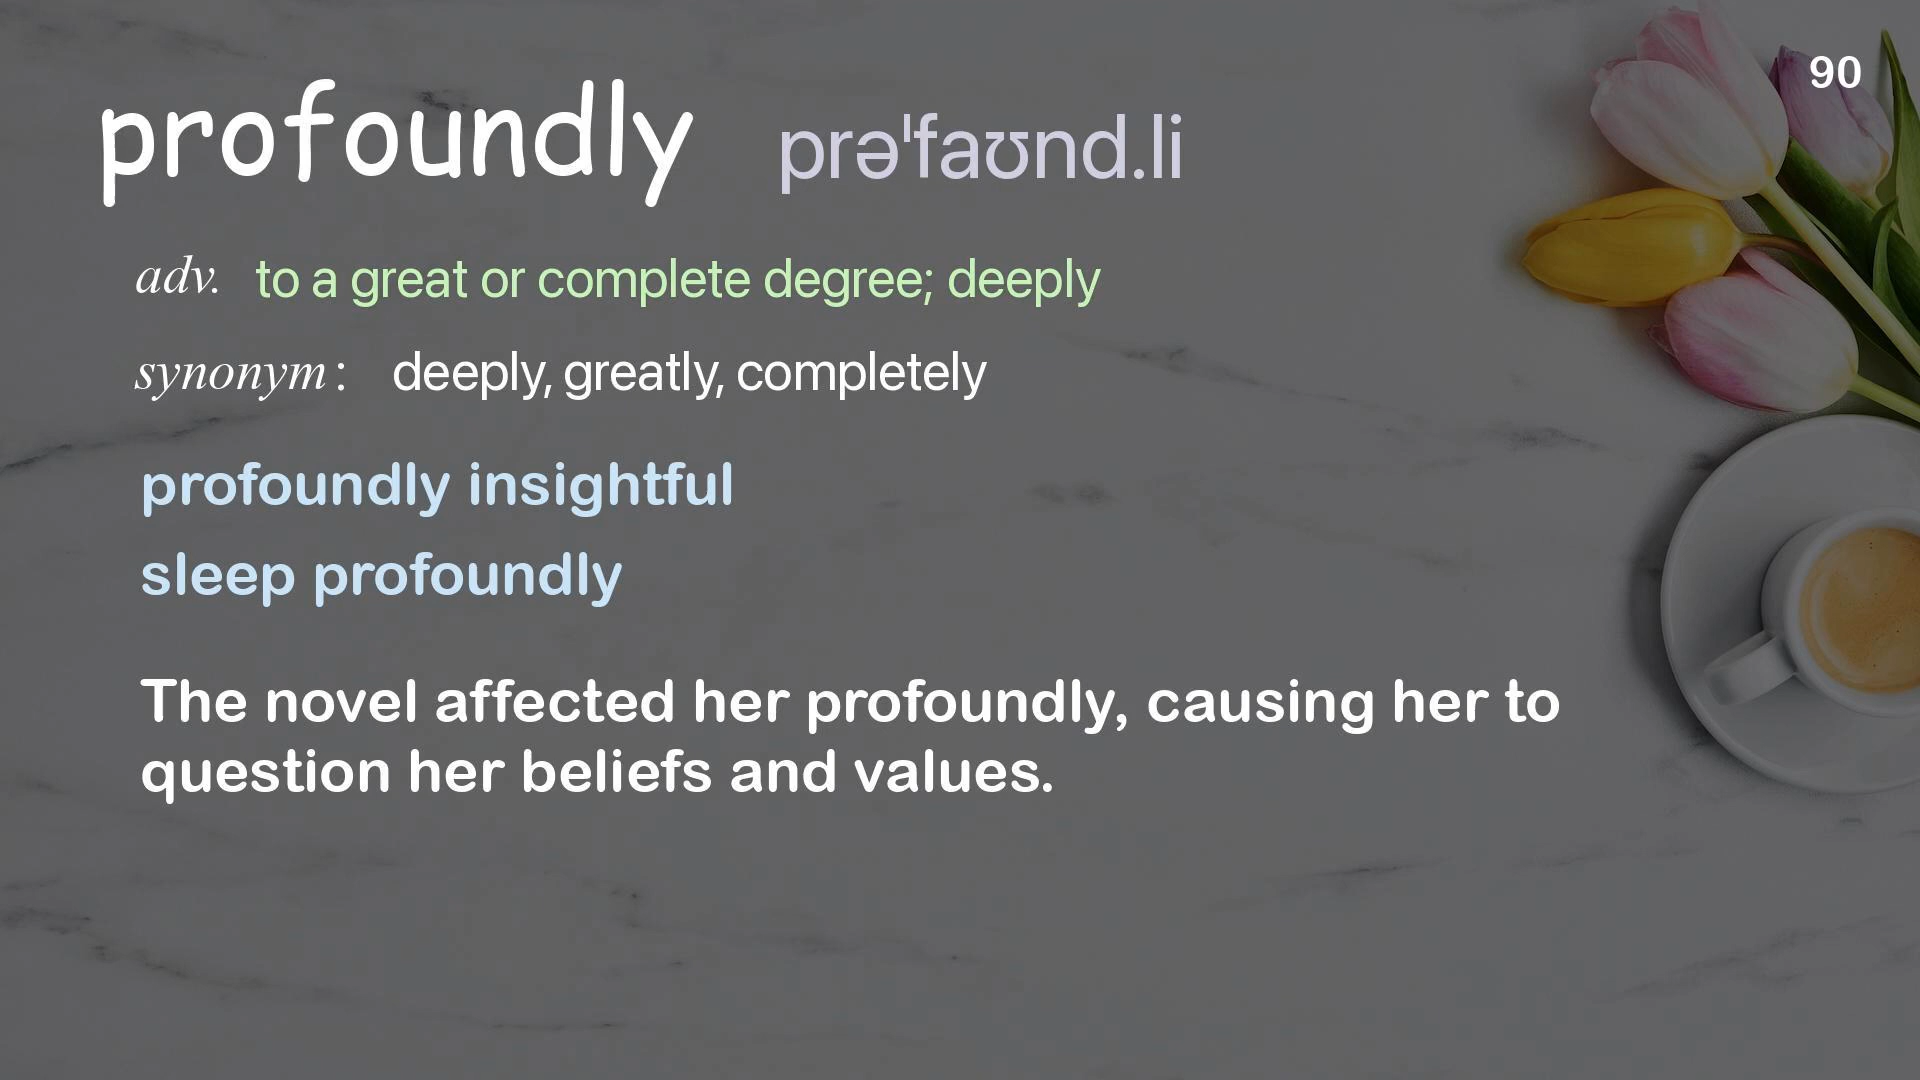 90
profoundly prəˈfaʊnd.li
adv. to a great or complete degree; deeply
synonym: deeply, greatly, completely
profoundly insightful
sleep profoundly
The novel affected her profoundly, causing her to
question her beliefs and values.